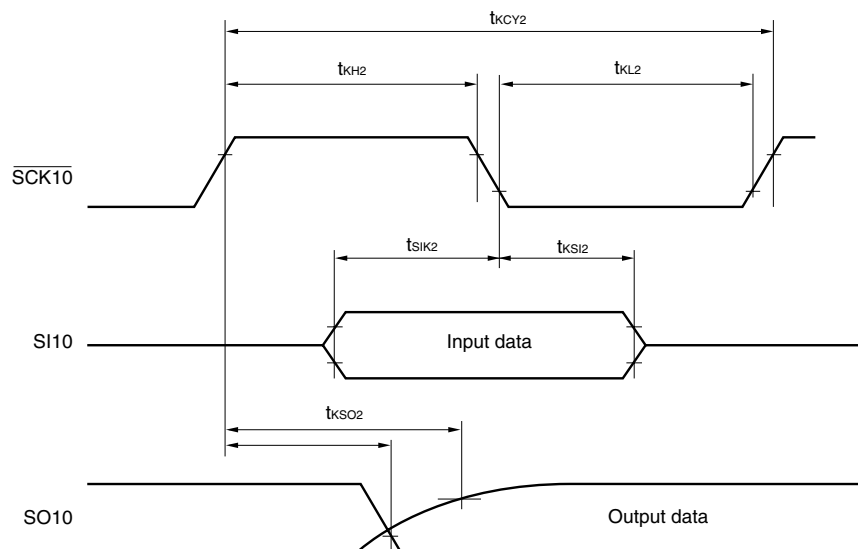 tKCY2
tKH2
tKL2
SCK10
tSIK2
tKSI2
SI10
Input data
tKSO2
SO10
Output data